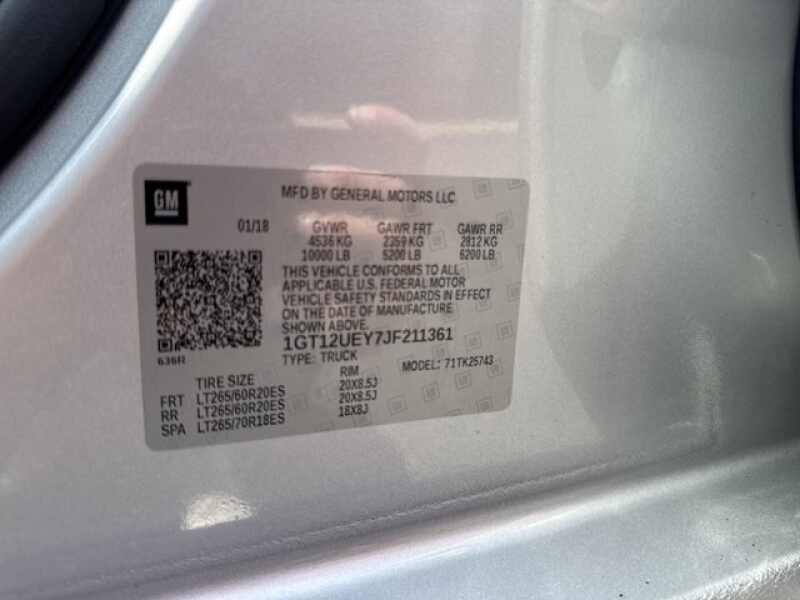 GM
MFD BY GENERAL MOTORS LLC
01/18 GVWR GAWR FRT GAWR RR
4536 KG 2359 KG 2812 KG
10000 LB 5200 LB 6200 LB
THIS VEHICLE CONFORMS TO ALL
APPLICABLE U.S. FEDERAL MOTOR
VEHICLE SAFETY STANDARDS IN EFFECT
ON THE DATE OF MANUFACTURE
SHOWN ABOVE.
1GT12UEY7JF211361
636R
TYPE: TRUCK MODEL: 71TK25743
TIRE SIZE RIM
FRT LT265/60R20ES 20X8.5J
RR LT265/60R20ES 20X8.5J
SPA LT265/70R18ES 18X8J